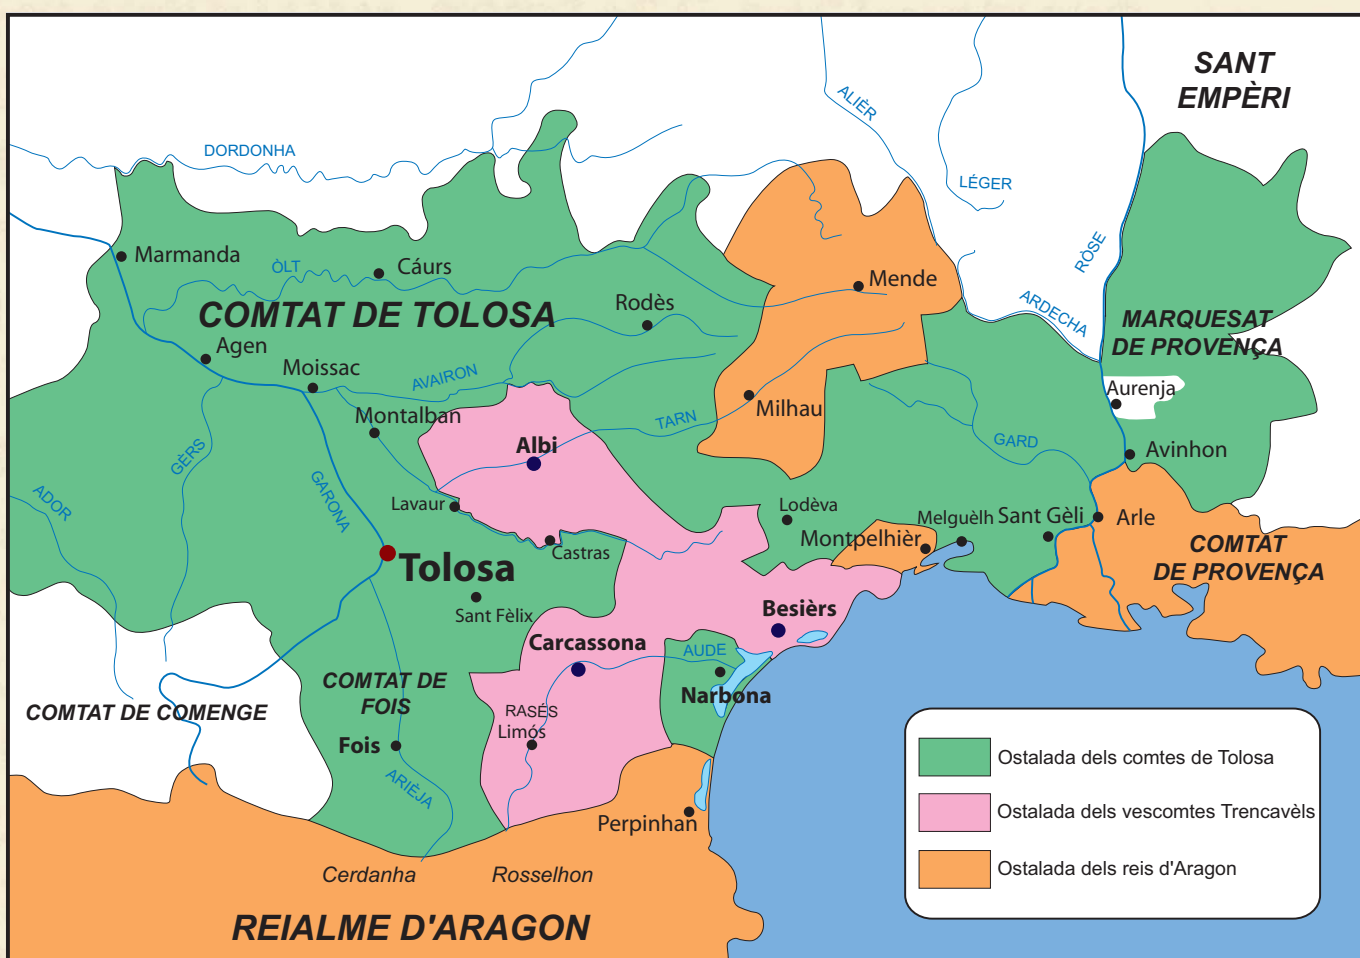 SANT
EMPÈRI
ALIÈR
DORDONHA
LÉGER
RÒSE
Marmanda
ÒLT
Cáurs
Mende
ARDECHA
COMTAT DE TOLOSA
Rodès
MARQUESAT
DE PROVENÇA
Agen
Moissac
AVAIRON
Aurenja
Montalban
TARN
Milhau
GÈRS
Albi
GARD
Avinhon
ADOR
GARONA
Lavaur
Lodèva
Melguèlh
Sant Gèli
Arle
Montpelhièr
Castras
COMTAT
DE PROVENÇA
Tolosa
Sant Fèlix
Besièrs
Carcassona
AUDE
COMTAT DE
FOIS
Narbona
COMTAT DE COMENGE
RASÉS
Limós
Fois
ARIÈJA
Perpinhan
Ostalada dels comtes de Tolosa
Ostalada dels vescomtes Trencavèls
Ostalada dels reis d'Aragon
Cerdanha
Rosselhon
REIALME D'ARAGON